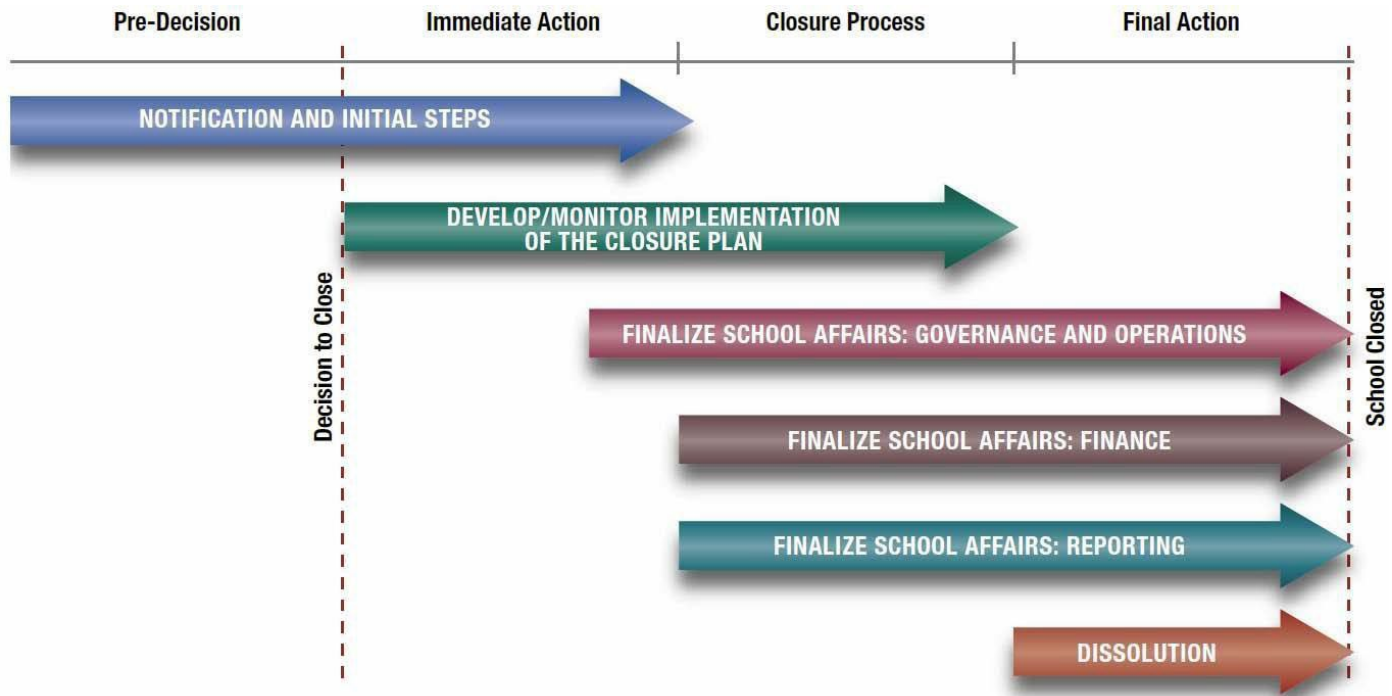 Pre-Decision
Immediate Action
Closure Process
Final Action
NOTIFICATION AND INITIAL STEPS
DEVELOP/MONITOR IMPLEMENTATION
OF THE CLOSURE PLAN
Decision to Close
FINALIZE SCHOOL AFFAIRS: GOVERNANCE AND OPERATIONS
School Closed
FINALIZE SCHOOL AFFAIRS: FINANCE
FINALIZE SCHOOL AFFAIRS: REPORTING
DISSOLUTION